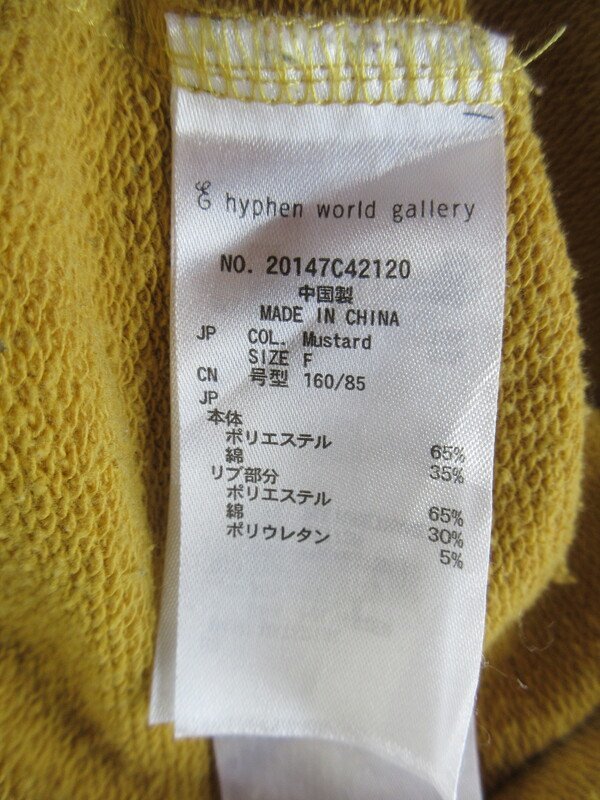 hyphen world gallery
NO. 20147C42120
中国製
MADE IN CHINA
JP COL. Mustard
SIZE F
CN 号型 160/85
JP
本体
ポリエステル 65%
綿 35%
リブ部分
ポリエステル 65%
綿 30%
ポリウレタン 5%